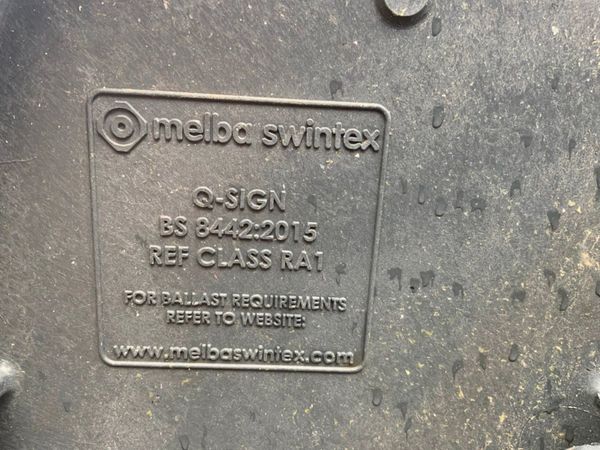 melba swintex
Q-SIGN
BS 8442:2015
REF CLASS RA1
FOR BALLAST REQUIREMENTS
REFER TO WEBSITE:
www.melbaswintex.com